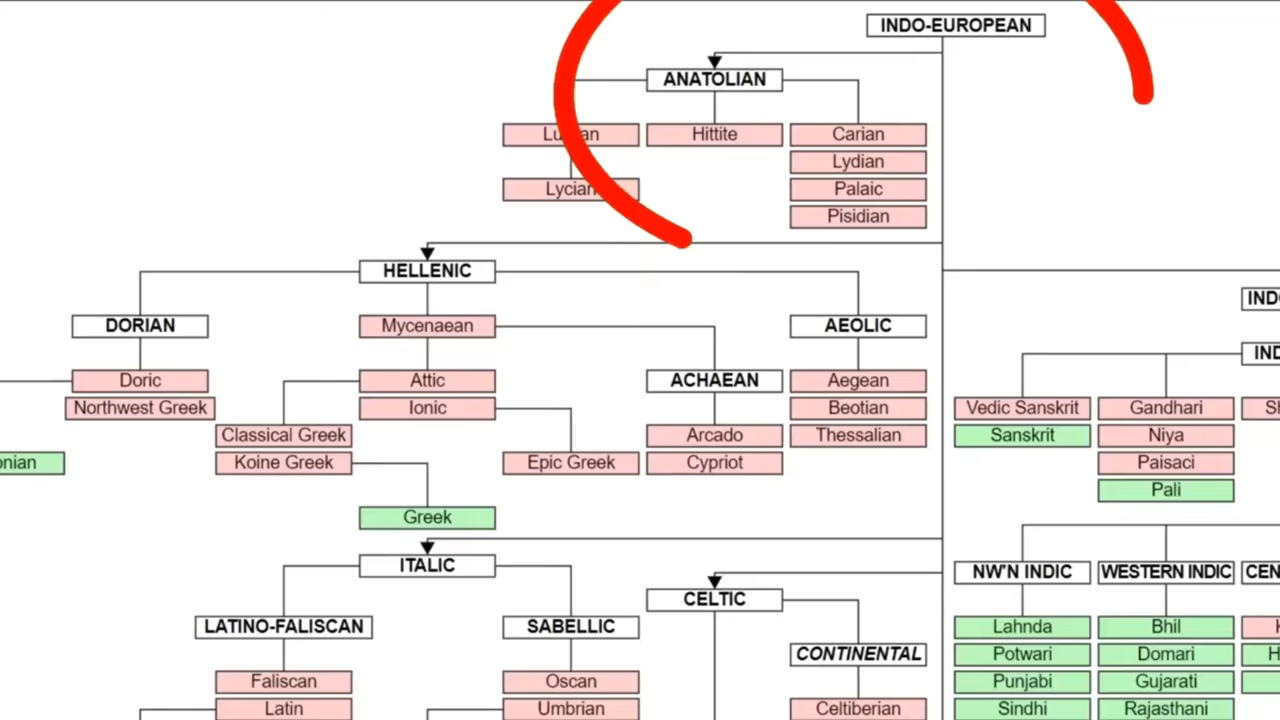 INDO-EUROPEAN
ANATOLIAN
Hittite
Carian
Lydian
Lycian
Palaic
Pisidian
HELLENIC
DORIAN
Mycenaean
AEOLIC
Doric
Attic
ACHAEAN
Aegean
Northwest Greek
Ionic
Beotian
Vedic Sanskrit
Gandhari
Classical Greek
Arcado
Thessalian
Sanskrit
Niya
Koine Greek
Epic Greek
Cypriot
Paisaci
Pali
Greek
ITALIC
CELTIC
NW'N INDIC
WESTERN INDIC
LATINO-FALISCAN
SABELLIC
Lahnda
Bhil
CONTINENTAL
Potwari
Domari
Faliscan
Oscan
Punjabi
Gujarati
Latin
Umbrian
Celtiberian
Sindhi
Rajasthani